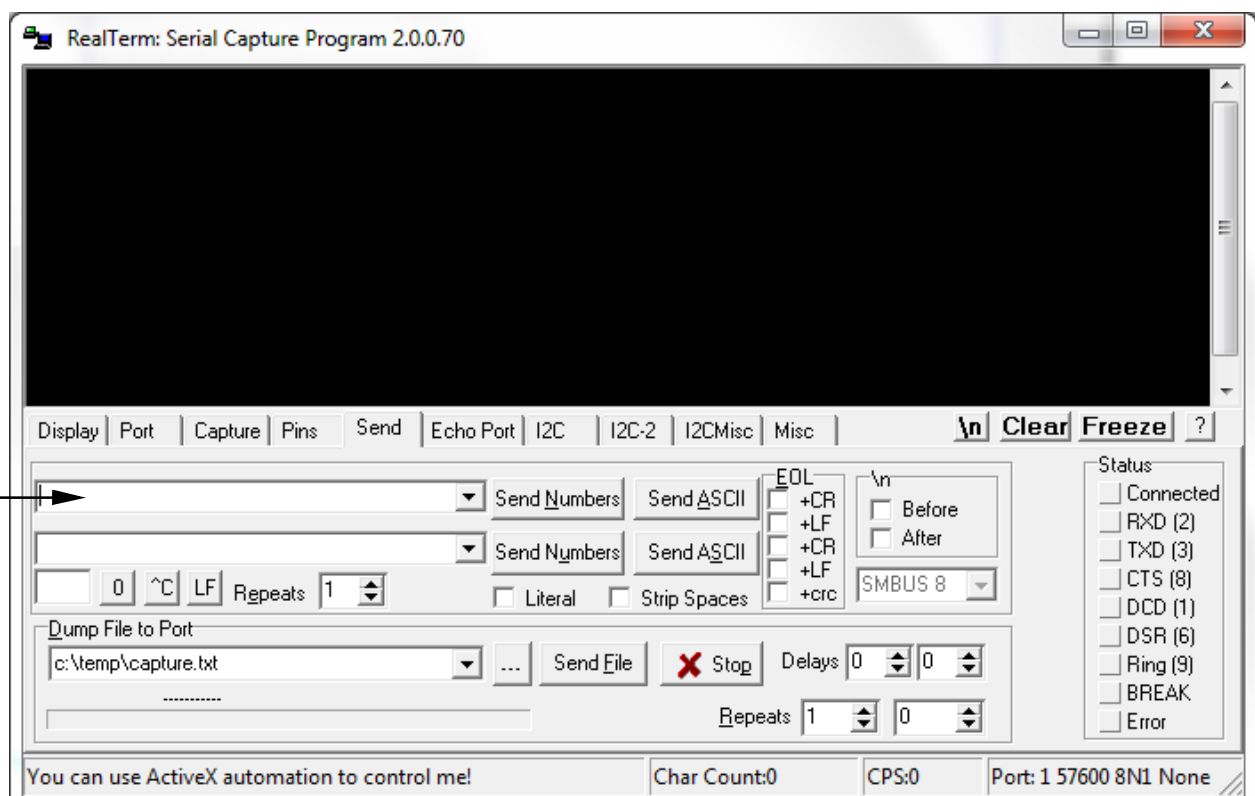 RealTerm: Serial Capture Program 2.0.0.70
Display Port Capture Pins Send Echo Port I2C I2C-2 I2CMisc Misc \n Clear Freeze ?
EOL \n Status
Send Numbers Send ASCII +CR Before Connected
+LF RXD (2)
Send Numbers Send ASCII +CR After TXD (3)
+LF CTS (8)
0 ^C LF Repeats 1 Literal Strip Spaces +crc SMBUS 8 DCD (1)
Dump File to Port DSR (6)
c:\temp\capture.txt ... Send File Stop Delays 0 0 Ring (9)
----------- BREAK
Repeats 1 0 Error
You can use ActiveX automation to control me! Char Count:0 CPS:0 Port: 1 57600 8N1 None